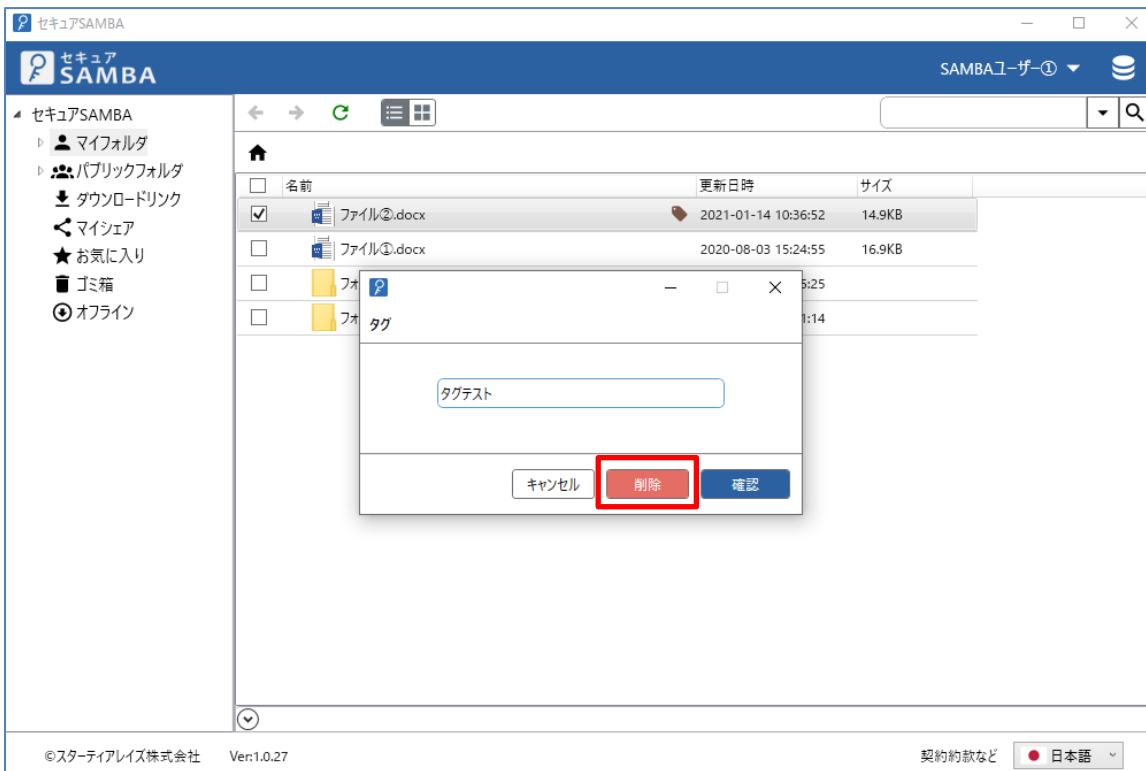 セキュアSAMBA
セキュア
SAMBA
SAMBAユーザー①
セキュアSAMBA
マイフォルダ
パブリックフォルダ
ダウンロードリンク
マイシェア
お気に入り
ゴミ箱
オフライン
名前 更新日時 サイズ
ファイル②.docx 2021-01-14 10:36:52 14.9KB
ファイル①.docx 2020-08-03 15:24:55 16.9KB
フォ 5:25
フォ 1:14
タグ
タグテスト
キャンセル 削除 確認
©スターティアレイズ株式会社 Ver:1.0.27 契約約款など 日本語